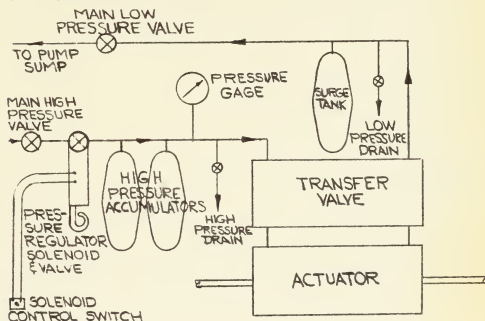 MAIN LOW
PRESSURE VALVE
TO PUMP
SUMP
PRESSURE
GAGE
SURGE
TANK
MAIN HIGH
PRESSURE
VALVE
LOW
PRESSURE
DRAIN
HIGH
PRESSURE
ACCUMULATORS
TRANSFER
VALVE
HIGH
PRESSURE
DRAIN
PRES-
SURE
REGULATOR
SOLENOID
& VALVE
ACTUATOR
SOLENOID
CONTROL SWITCH